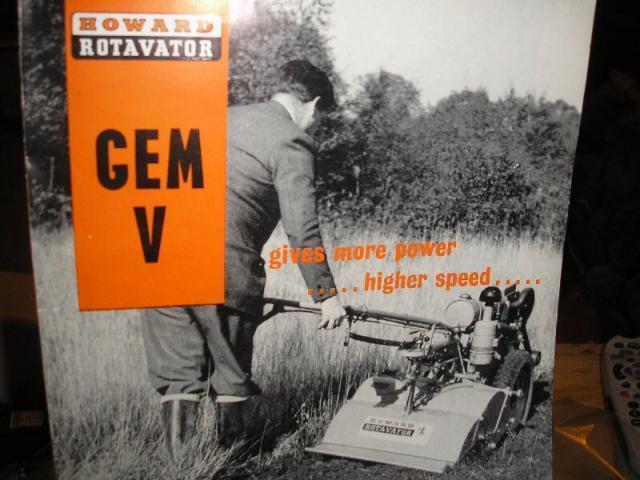 HOWARD
ROTAVATOR
GEM
V
gives more power
.....higher speed.....
HOWARD
ROTAVATOR